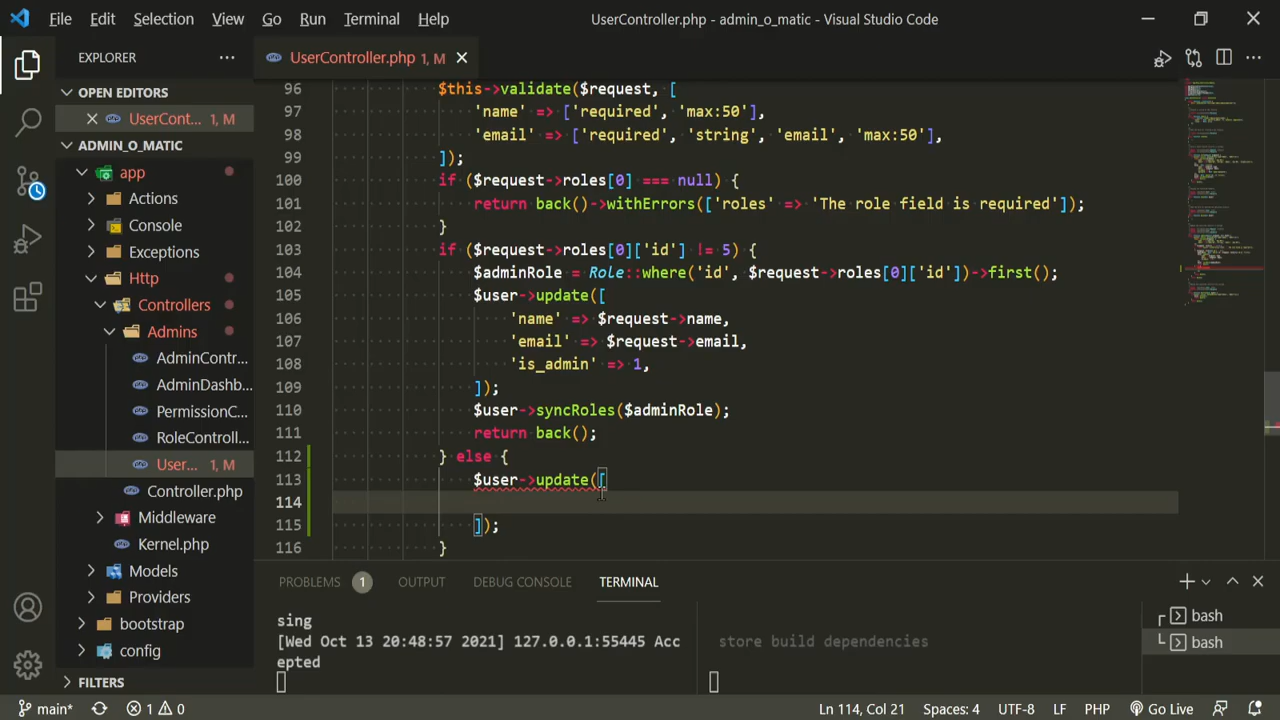 File Edit Selection View Go Run Terminal Help UserController.php - admin_o_matic - Visual Studio Code
EXPLORER
OPEN EDITORS
UserCont... 1, M
ADMIN_O_MATIC
app
Actions
Console
Exceptions
Http
Controllers
Admins
AdminContr...
AdminDashb...
PermissionC...
RoleControll...
User... 1, M
Controller.php
Middleware
Kernel.php
Models
Providers
bootstrap
config
FILTERS
UserController.php 1, M
96 $this->validate($request, [
97 'name' => ['required', 'max:50'],
98 'email' => ['required', 'string', 'email', 'max:50'],
99 ]);
100 if ($request->roles[0] === null) {
101 return back()->withErrors(['roles' => 'The role field is required']);
102 }
103 if ($request->roles[0]['id'] != 5) {
104 $adminRole = Role::where('id', $request->roles[0]['id'])->first();
105 $user->update([
106 'name' => $request->name,
107 'email' => $request->email,
108 'is_admin' => 1,
109 ]);
110 $user->syncRoles($adminRole);
111 return back();
112 } else {
113 $user->update([
114
115 ]);
116 }
PROBLEMS 1 OUTPUT DEBUG CONSOLE TERMINAL
sing
[Wed Oct 13 20:48:57 2021] 127.0.0.1:55445 Acc
epted
store build dependencies
bash
bash
main* 1 0 Ln 114, Col 21 Spaces: 4 UTF-8 LF PHP Go Live